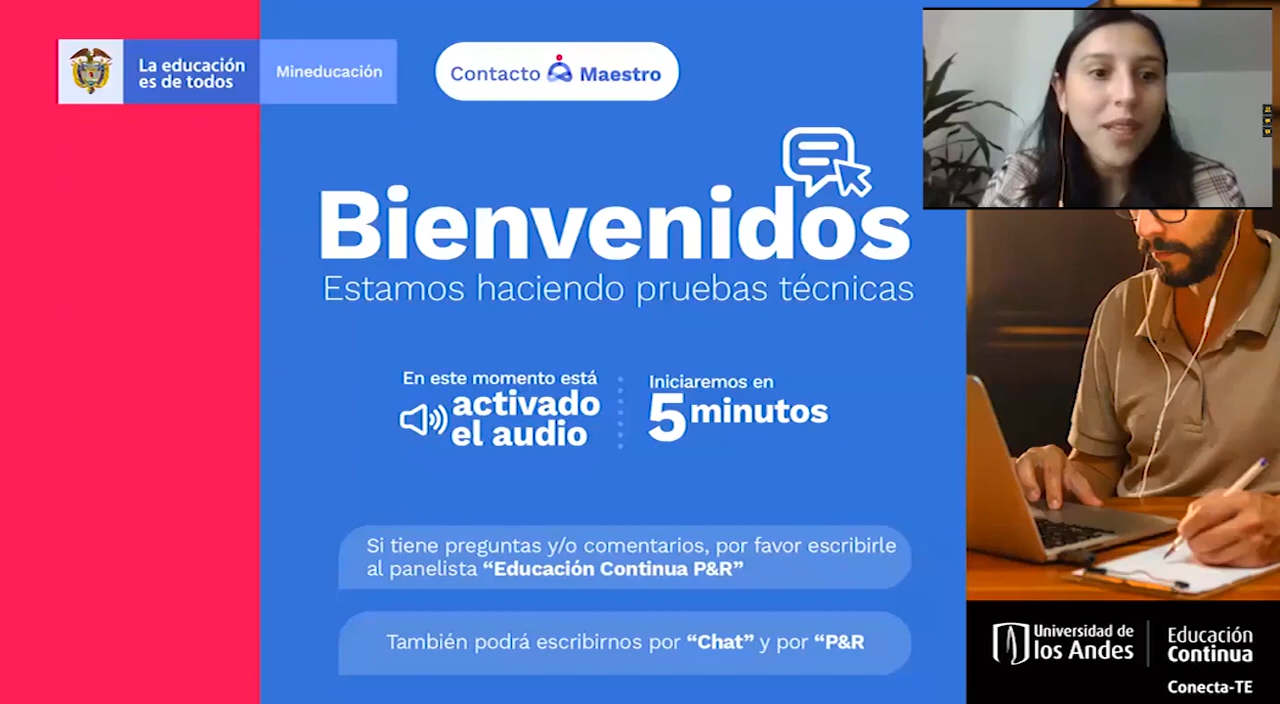 La educación
es de todos
Mineducación
Contacto Maestro
Bienvenidos
Estamos haciendo pruebas técnicas
En este momento está
activado
el audio
Iniciaremos en
5 minutos
Si tiene preguntas y/o comentarios, por favor escribirle
al panelista “Educación Continua P&R”
También podrá escribirnos por “Chat” y por “P&R
Universidad de
los Andes
Educación
Continua
Conecta-TE